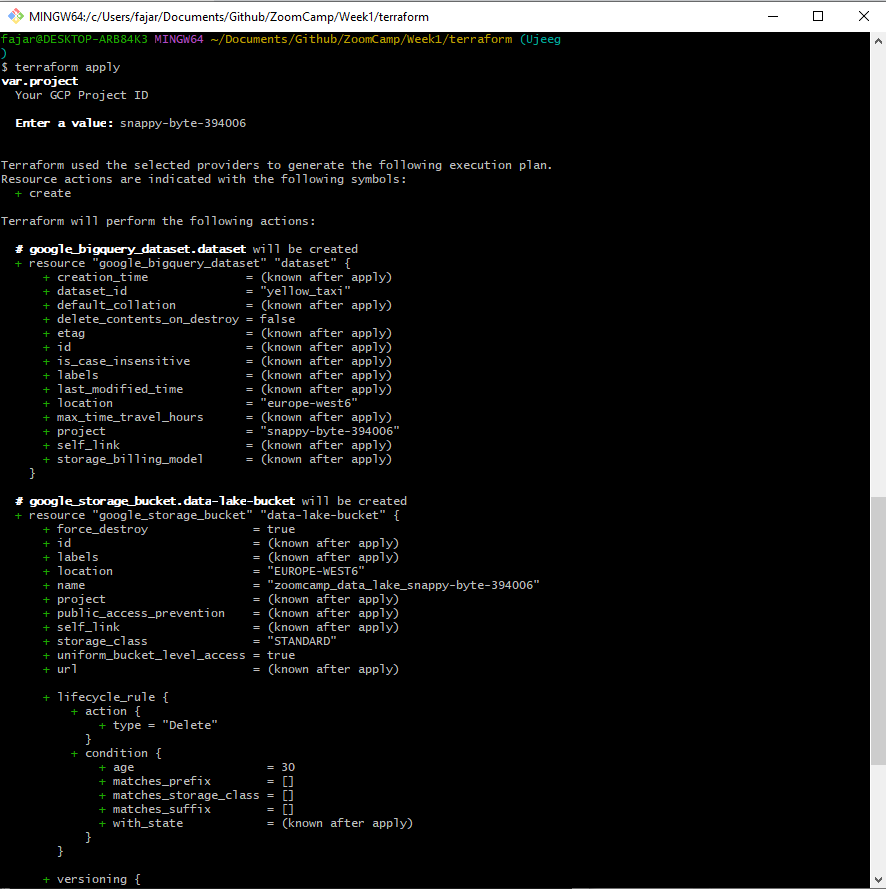 MINGW64:/c/Users/fajar/Documents/Github/ZoomCamp/Week1/terraform
fajar@DESKTOP-ARB84K3 MINGW64 ~/Documents/Github/ZoomCamp/Week1/terraform (Ujeeg
)
$ terraform apply
var.project
  Your GCP Project ID

  Enter a value: snappy-byte-394006


Terraform used the selected providers to generate the following execution plan.
Resource actions are indicated with the following symbols:
  + create

Terraform will perform the following actions:

  # google_bigquery_dataset.dataset will be created
  + resource "google_bigquery_dataset" "dataset" {
      + creation_time              = (known after apply)
      + dataset_id                 = "yellow_taxi"
      + default_collation          = (known after apply)
      + delete_contents_on_destroy = false
      + etag                       = (known after apply)
      + id                         = (known after apply)
      + is_case_insensitive        = (known after apply)
      + labels                     = (known after apply)
      + last_modified_time         = (known after apply)
      + location                   = "europe-west6"
      + max_time_travel_hours      = (known after apply)
      + project                    = "snappy-byte-394006"
      + self_link                  = (known after apply)
      + storage_billing_model      = (known after apply)
    }

  # google_storage_bucket.data-lake-bucket will be created
  + resource "google_storage_bucket" "data-lake-bucket" {
      + force_destroy               = true
      + id                          = (known after apply)
      + labels                      = (known after apply)
      + location                    = "EUROPE-WEST6"
      + name                        = "zoomcamp_data_lake_snappy-byte-394006"
      + project                     = (known after apply)
      + public_access_prevention    = (known after apply)
      + self_link                   = (known after apply)
      + storage_class               = "STANDARD"
      + uniform_bucket_level_access = true
      + url                         = (known after apply)

      + lifecycle_rule {
          + action {
              + type = "Delete"
            }
          + condition {
              + age                   = 30
              + matches_prefix        = []
              + matches_storage_class = []
              + matches_suffix        = []
              + with_state            = (known after apply)
            }
        }

      + versioning {